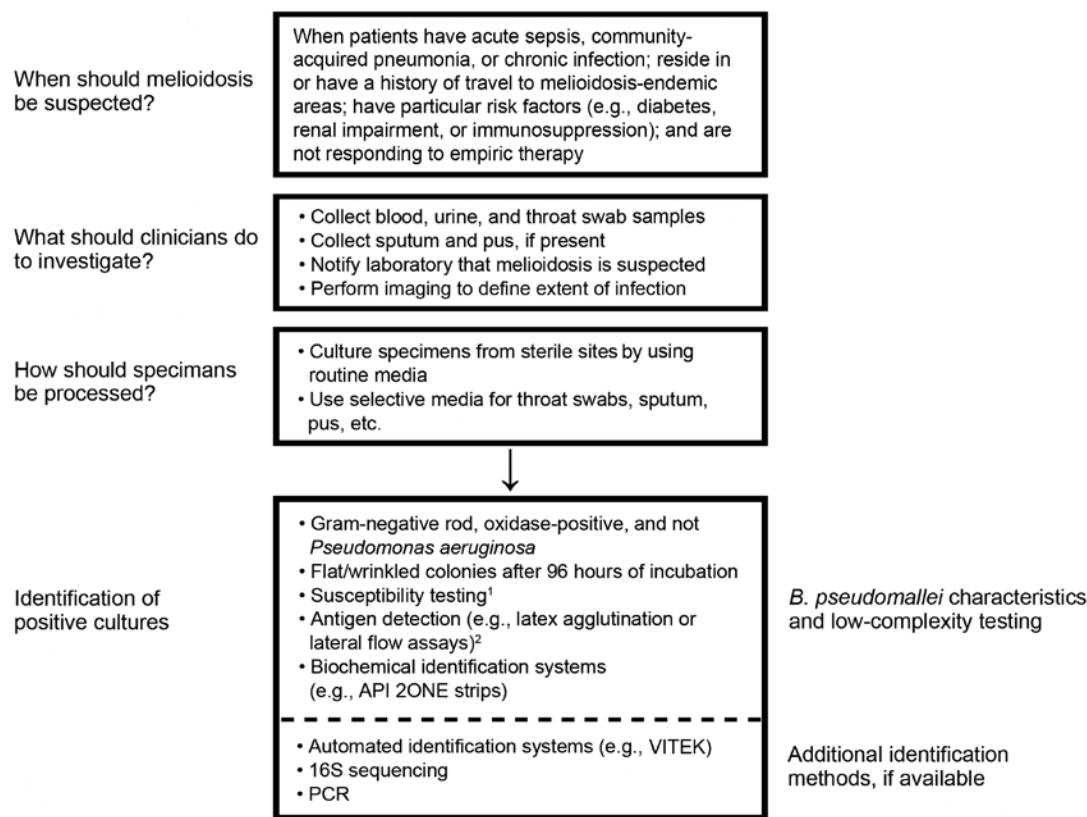 When should melioidosis
be suspected?
When patients have acute sepsis, community-
acquired pneumonia, or chronic infection; reside in
or have a history of travel to melioidosis-endemic
areas; have particular risk factors (e.g., diabetes,
renal impairment, or immunosuppression); and are
not responding to empiric therapy
What should clinicians do
to investigate?
• Collect blood, urine, and throat swab samples
• Collect sputum and pus, if present
• Notify laboratory that melioidosis is suspected
• Perform imaging to define extent of infection
How should specimans
be processed?
• Culture specimens from sterile sites by using
routine media
• Use selective media for throat swabs, sputum,
pus, etc.
Identification of
positive cultures
• Gram-negative rod, oxidase-positive, and not
Pseudomonas aeruginosa
• Flat/wrinkled colonies after 96 hours of incubation
• Susceptibility testing¹
• Antigen detection (e.g., latex agglutination or
lateral flow assays)²
• Biochemical identification systems
(e.g., API 2ONE strips)
B. pseudomallei characteristics
and low-complexity testing
• Automated identification systems (e.g., VITEK)
• 16S sequencing
• PCR
Additional identification
methods, if available